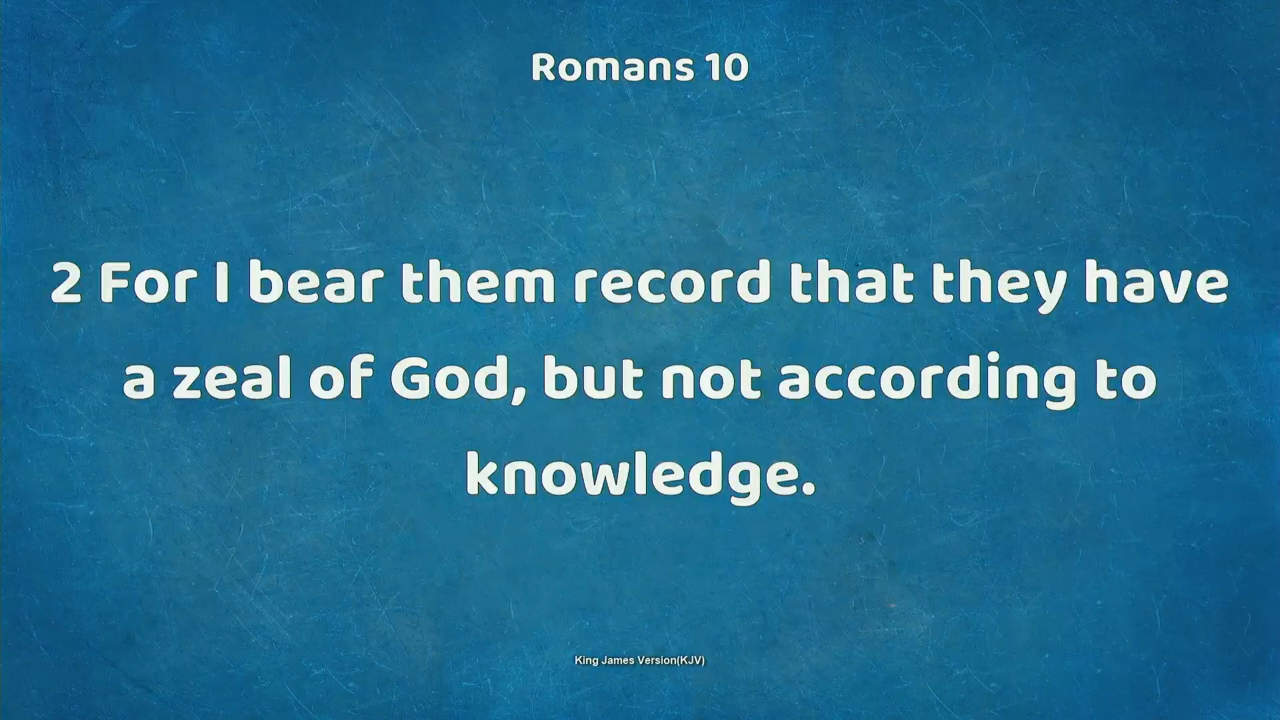 Romans 10
2 For I bear them record that they have
a zeal of God, but not according to
knowledge.
King James Version(KJV)